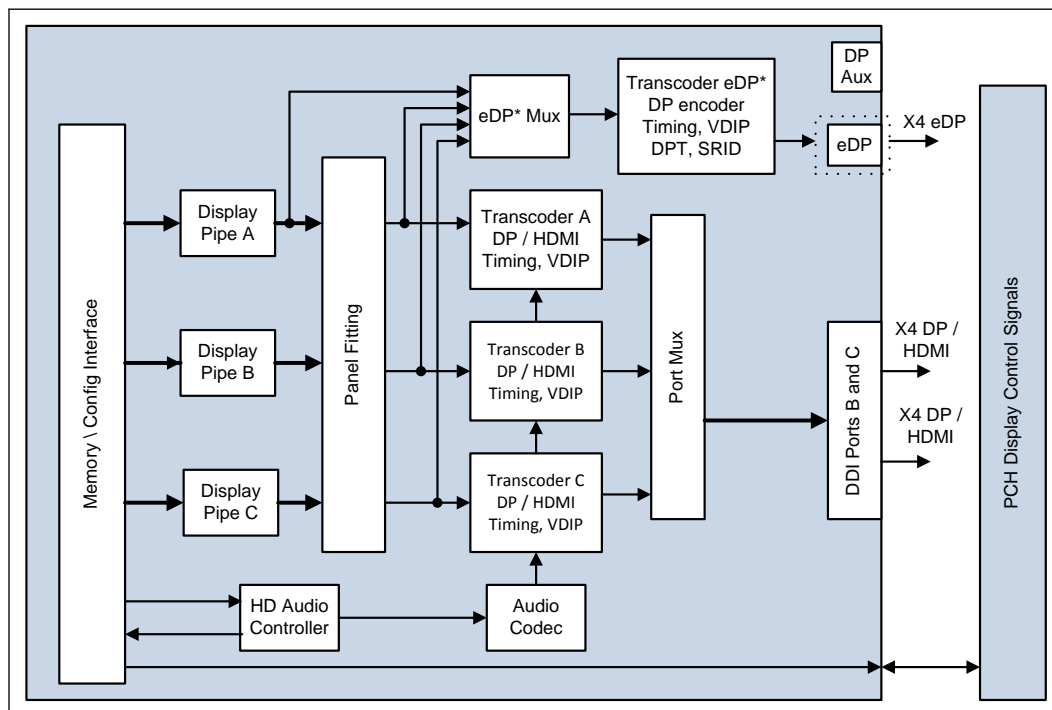 DP
Aux
Transcoder eDP*
DP encoder
Timing, VDIP
DPT, SRID
eDP* Mux
eDP
X4 eDP
Memory \ Config Interface
Display
Pipe A
Panel Fitting
Transcoder A
DP / HDMI
Timing, VDIP
Port Mux
Display
Pipe B
Transcoder B
DP / HDMI
Timing, VDIP
DDI Ports B and C
X4 DP /
HDMI
X4 DP /
HDMI
PCH Display Control Signals
Display
Pipe C
Transcoder C
DP / HDMI
Timing, VDIP
HD Audio
Controller
Audio
Codec